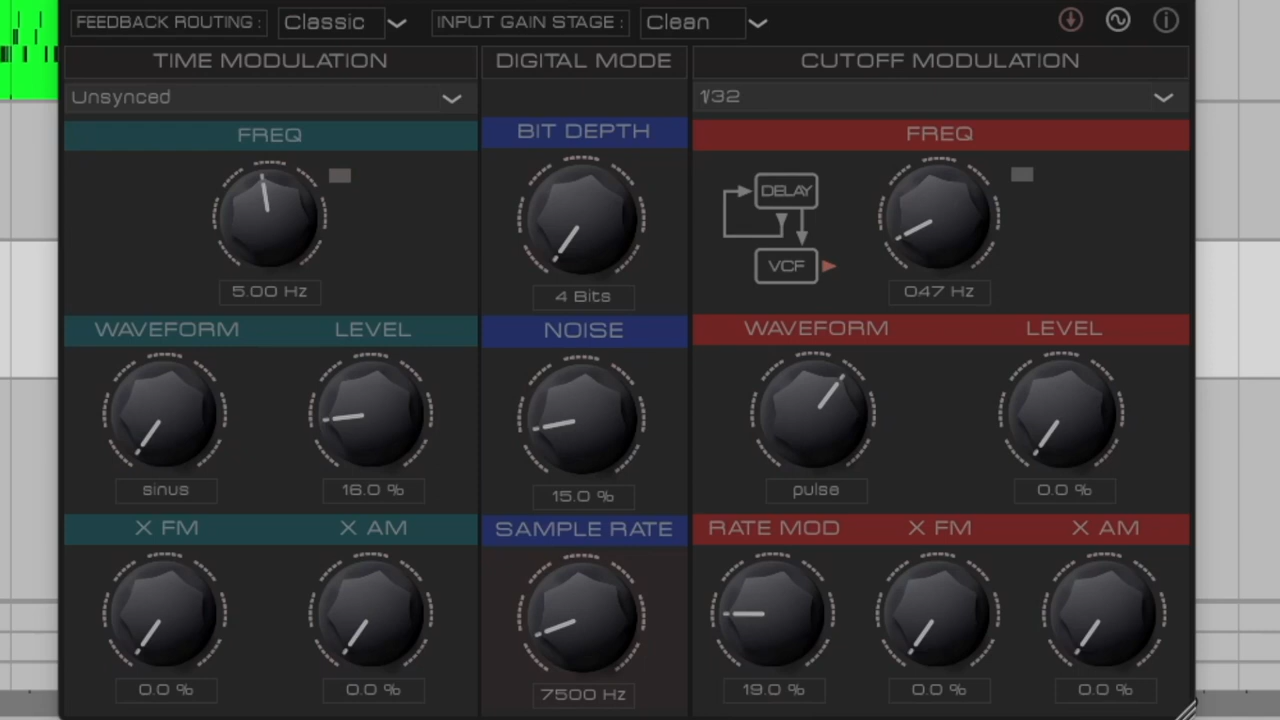 FEEDBACK ROUTING : Classic INPUT GAIN STAGE : Clean
TIME MODULATION DIGITAL MODE CUTOFF MODULATION
Unsynced 1/32
FREQ BIT DEPTH FREQ
DELAY
VCF
5.00 Hz 4 Bits 047 Hz
WAVEFORM LEVEL NOISE WAVEFORM LEVEL
sinus 16.0 % 15.0 % pulse 0.0 %
X FM X AM SAMPLE RATE RATE MOD X FM X AM
0.0 % 0.0 % 7500 Hz 19.0 % 0.0 % 0.0 %